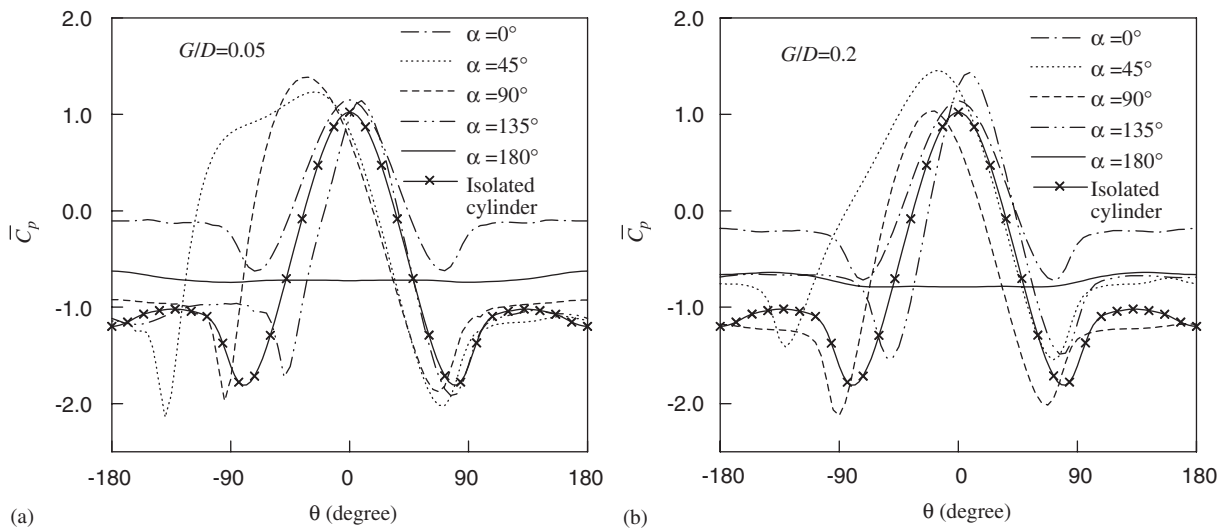 2.0
1.0
0.0
-1.0
-2.0
C̅p
G/D=0.05
α =0°
α =45°
α =90°
α =135°
α =180°
Isolated
cylinder
-180
-90
0
90
180
(a)
θ (degree)
2.0
1.0
0.0
-1.0
-2.0
C̅p
G/D=0.2
α =0°
α =45°
α =90°
α =135°
α =180°
Isolated
cylinder
-180
-90
0
90
180
(b)
θ (degree)